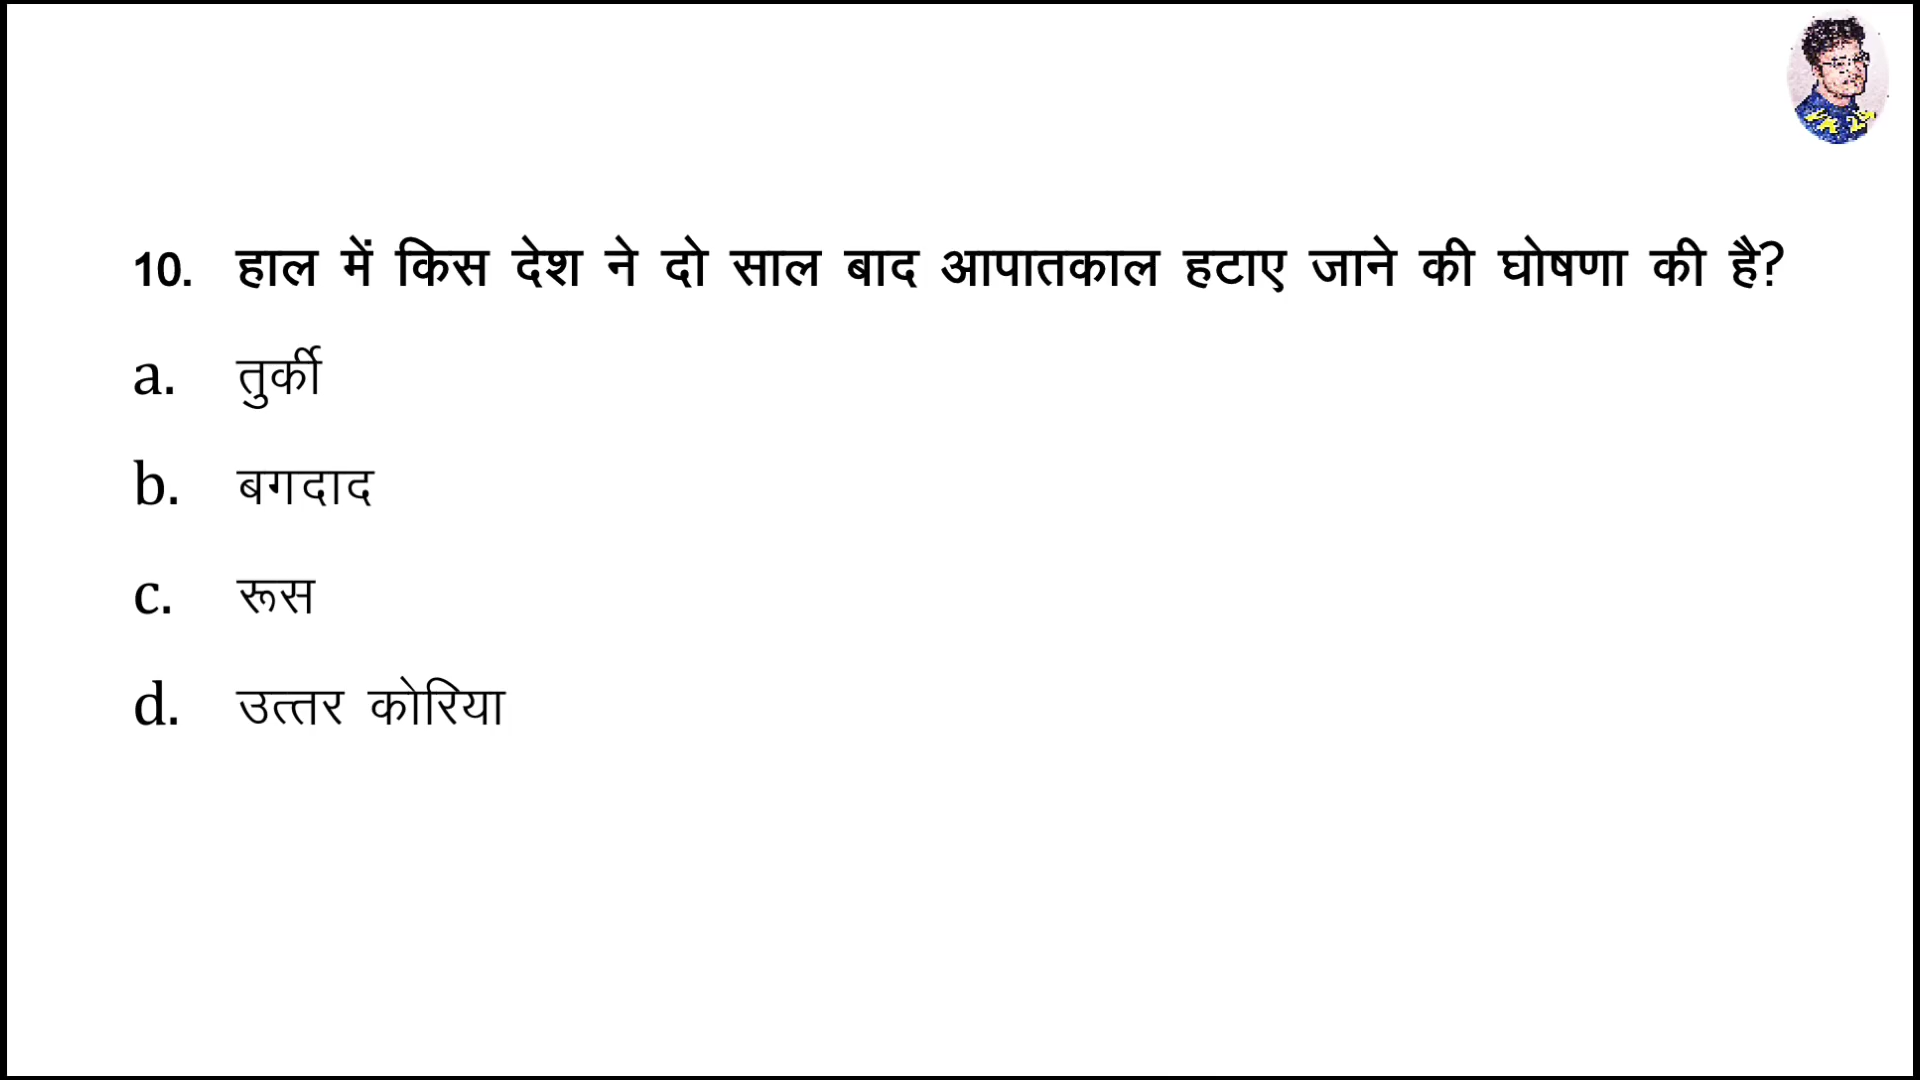 10. हाल में किस देश ने दो साल बाद आपातकाल हटाए जाने की घोषणा की है?
a. तुर्की
b. बगदाद
c. रूस
d. उत्तर कोरिया